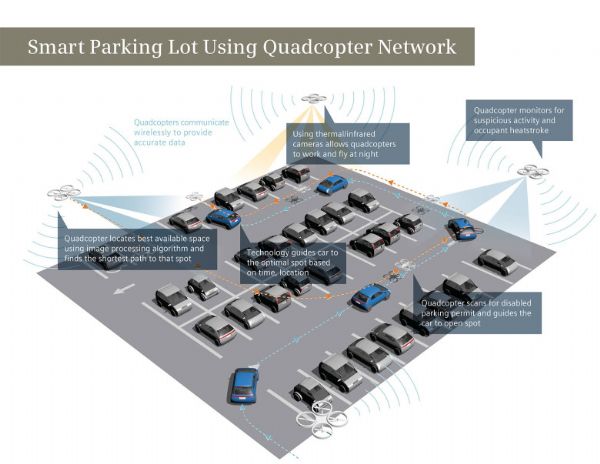 Smart Parking Lot Using Quadcopter Network
Quadcopters communicate
wirelessly to provide
accurate data
Using thermal/infrared
cameras allows quadcopters
to work and fly at night
Quadcopter monitors for
suspicious activity and
occupant heatstroke
Quadcopter locates best available space
using image processing algorithm and
finds the shortest path to that spot
Technology guides car to
the optimal spot based
on time, location
Quadcopter scans for disabled
parking permit and guides the
car to open spot